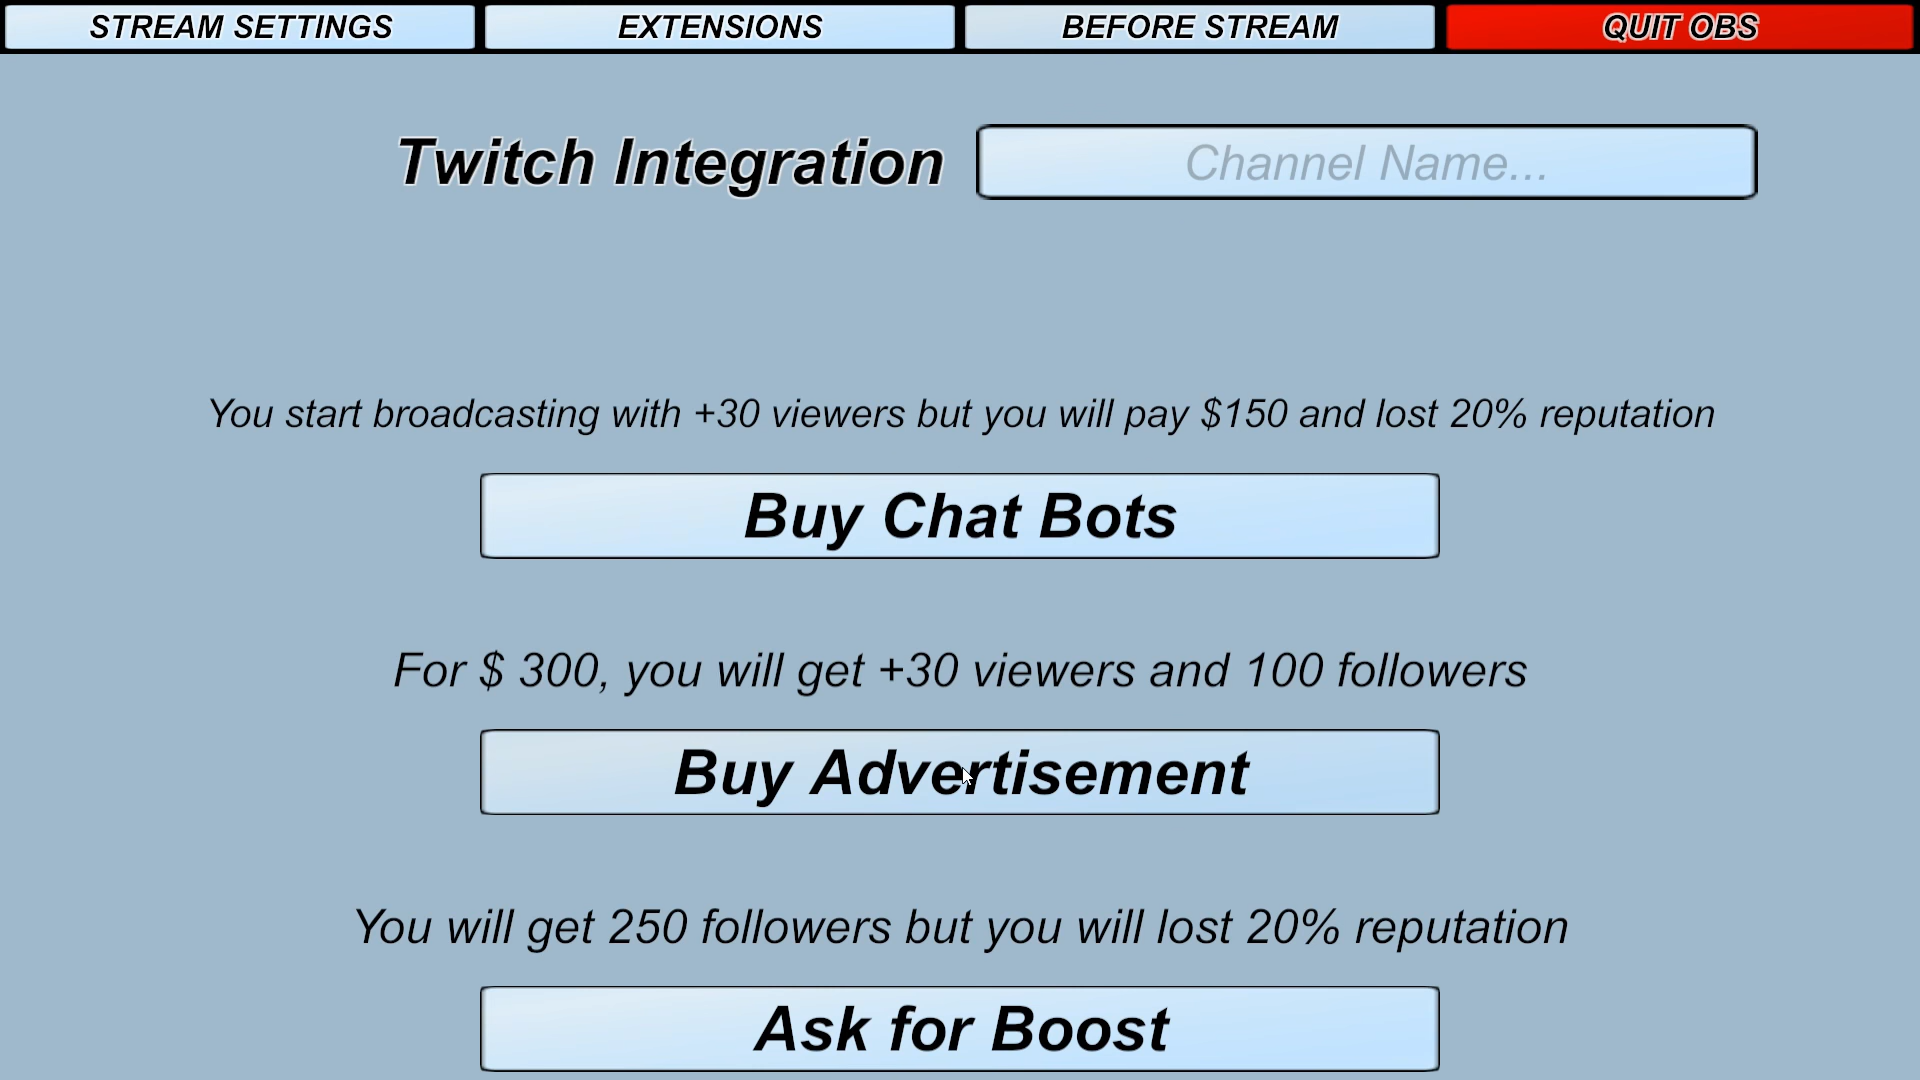 STREAM SETTINGS
EXTENSIONS
BEFORE STREAM
QUIT OBS
Twitch Integration
Channel Name...
You start broadcasting with +30 viewers but you will pay $150 and lost 20% reputation
Buy Chat Bots
For $ 300, you will get +30 viewers and 100 followers
Buy Advertisement
You will get 250 followers but you will lost 20% reputation
Ask for Boost